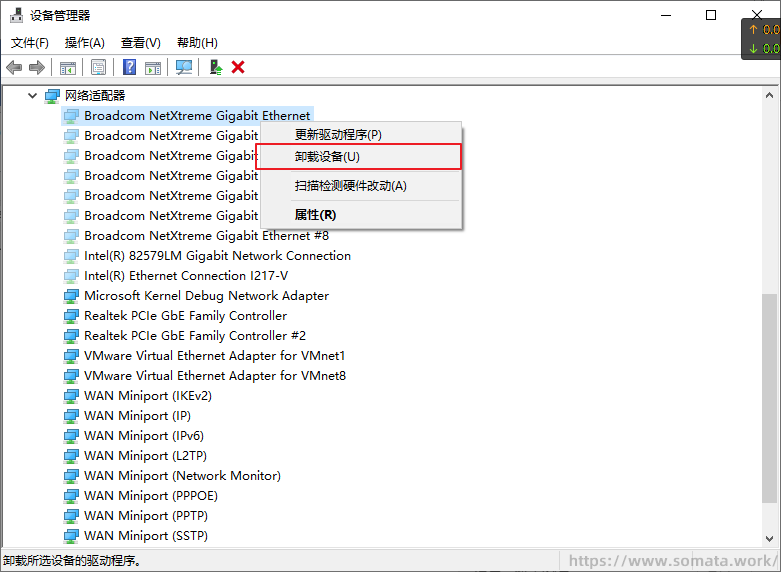 设备管理器
文件(F) 操作(A) 查看(V) 帮助(H)
↑ 0.0
↓ 0.0
网络适配器
Broadcom NetXtreme Gigabit Ethernet
Broadcom NetXtreme Gigabit
Broadcom NetXtreme Gigabit
Broadcom NetXtreme Gigabit
Broadcom NetXtreme Gigabit
Broadcom NetXtreme Gigabit
Broadcom NetXtreme Gigabit Ethernet #8
Intel(R) 82579LM Gigabit Network Connection
Intel(R) Ethernet Connection I217-V
Microsoft Kernel Debug Network Adapter
Realtek PCIe GbE Family Controller
Realtek PCIe GbE Family Controller #2
VMware Virtual Ethernet Adapter for VMnet1
VMware Virtual Ethernet Adapter for VMnet8
WAN Miniport (IKEv2)
WAN Miniport (IP)
WAN Miniport (IPv6)
WAN Miniport (L2TP)
WAN Miniport (Network Monitor)
WAN Miniport (PPPOE)
WAN Miniport (PPTP)
WAN Miniport (SSTP)
更新驱动程序(P)
卸载设备(U)
扫描检测硬件改动(A)
属性(R)
卸载所选设备的驱动程序。
https://www.somata.work/